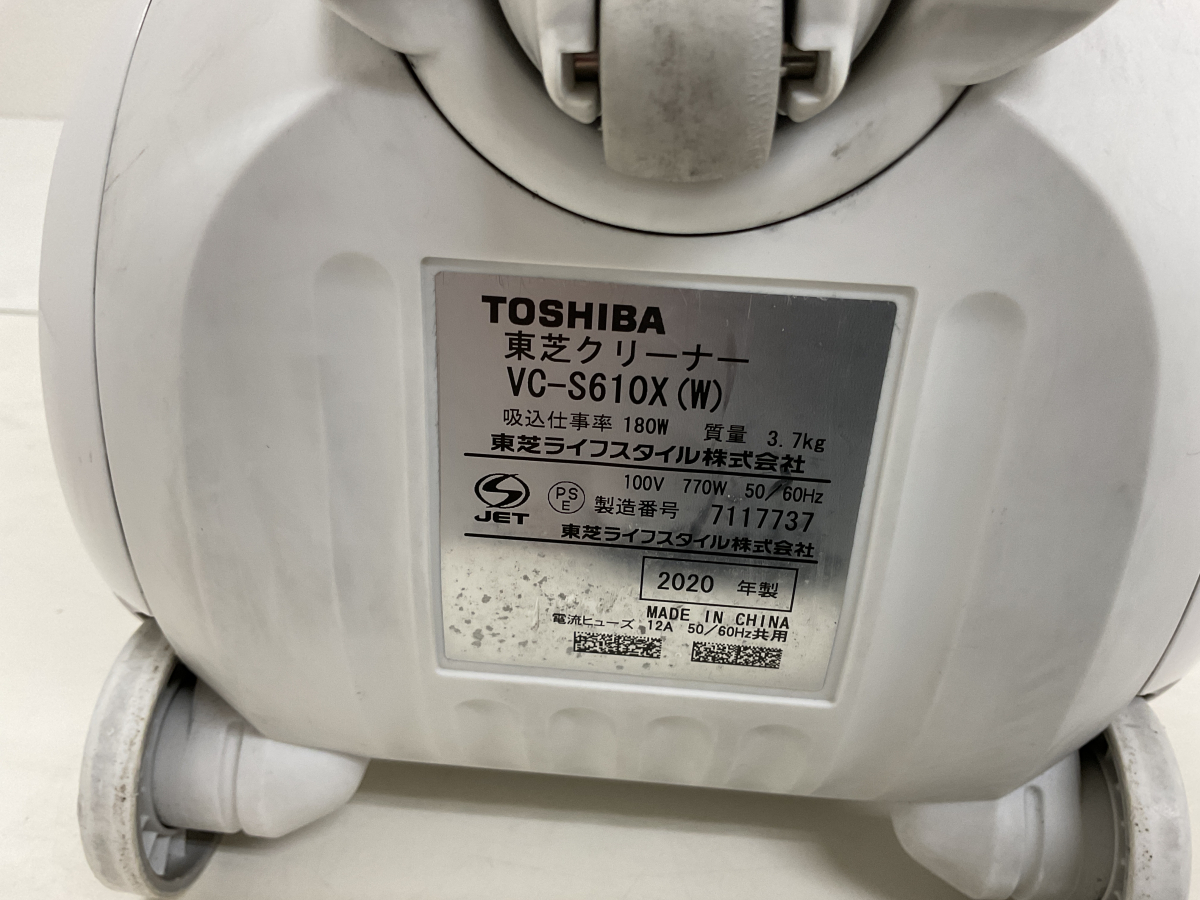 TOSHIBA
東芝クリーナー
VC-S610X(W)
吸込仕事率 180W 質量 3.7kg
東芝ライフスタイル株式会社
100V 770W 50/60Hz
JET PSE 製造番号 7117737
東芝ライフスタイル株式会社
2020 年製
MADE IN CHINA
電流ヒューズ 12A 50/60Hz共用